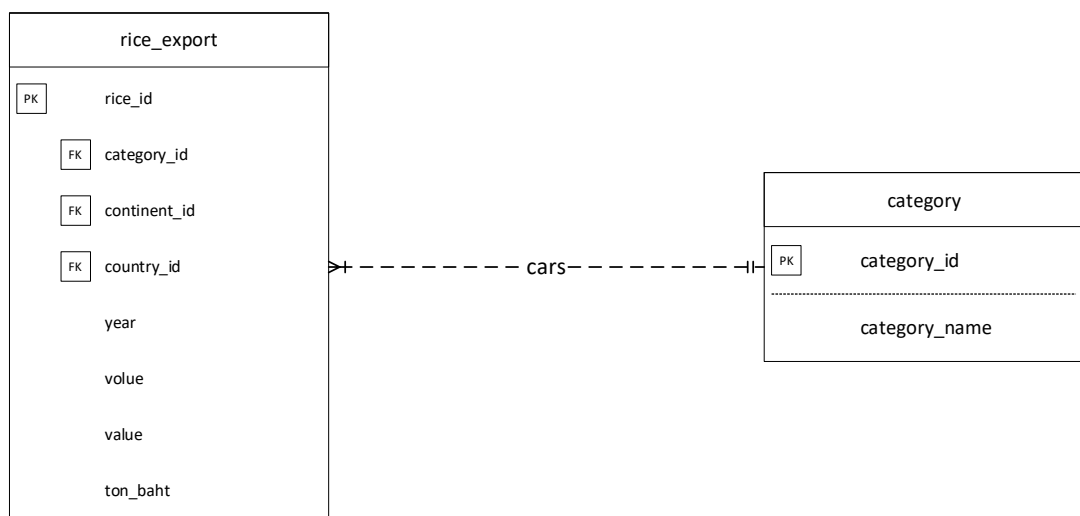 rice_export
PK rice_id
FK category_id
FK continent_id
FK country_id
year
volue
value
ton_baht
cars
category
PK category_id
category_name